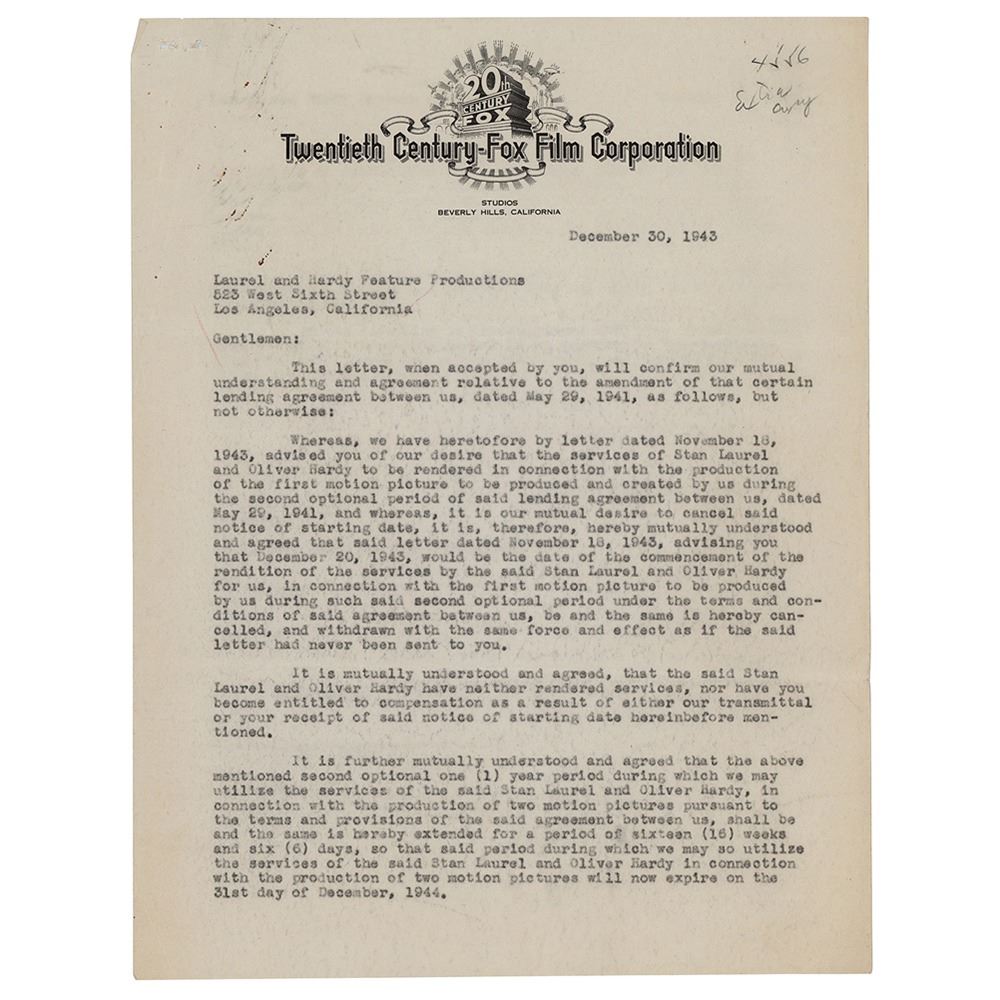 20th
CENTURY
FOX
Twentieth Century-Fox Film Corporation
STUDIOS
BEVERLY HILLS, CALIFORNIA
December 30, 1943
Laurel and Hardy Feature Productions
523 West Sixth Street
Los Angeles, California
Gentlemen:
This letter, when accepted by you, will confirm our mutual
understanding and agreement relative to the amendment of that certain
lending agreement between us, dated May 29, 1941, as follows, but
not otherwise:
Whereas, we have heretofore by letter dated November 18,
1943, advised you of our desire that the services of Stan Laurel
and Oliver Hardy to be rendered in connection with the production
of the first motion picture to be produced and created by us during
the second optional period of said lending agreement between us, dated
May 29, 1941, and whereas, it is our mutual desire to cancel said
notice of starting date, it is, therefore, hereby mutually understood
and agreed that said letter dated November 18, 1943, advising you
that December 20, 1943, would be the date of the commencement of the
rendition of the services by the said Stan Laurel and Oliver Hardy
for us, in connection with the first motion picture to be produced
by us during such said second optional period under the terms and con-
ditions of said agreement between us, be and the same is hereby can-
celled, and withdrawn with the same force and effect as if the said
letter had never been sent to you.
It is mutually understood and agreed, that the said Stan
Laurel and Oliver Hardy have neither rendered services, nor have you
become entitled to compensation as a result of either our transmittal
or your receipt of said notice of starting date hereinbefore men-
tioned.
It is further mutually understood and agreed that the above
mentioned second optional one (1) year period during which we may
utilize the services of the said Stan Laurel and Oliver Hardy, in
connection with the production of two motion pictures pursuant to
the terms and provisions of the said agreement between us, shall be
and the same is hereby extended for a period of sixteen (16) weeks
and six (6) days, so that said period during which we may so utilize
the services of the said Stan Laurel and Oliver Hardy in connection
with the production of two motion pictures will now expire on the
31st day of December, 1944.